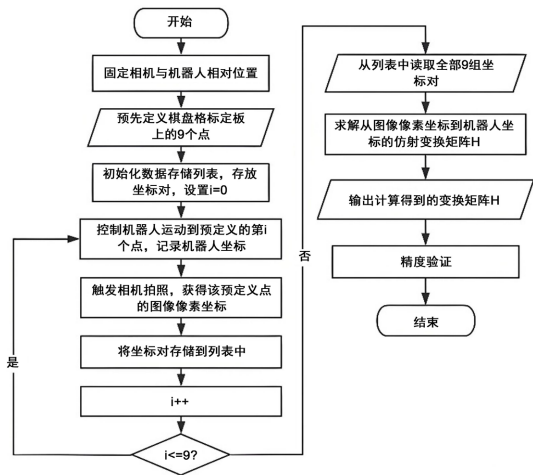 开始
固定相机与机器人相对位置
预先定义棋盘格标定板
上的9个点
初始化数据存储列表，存放
坐标对，设置i=0
控制机器人运动到预定义的第i
个点，记录机器人坐标
触发相机拍照，获得该预定义点
的图像像素坐标
将坐标对存储到列表中
i++
i<=9?
是
否
从列表中读取全部9组坐
标对
求解从图像像素坐标到机器人坐
标的仿射变换矩阵H
输出计算得到的变换矩阵H
精度验证
结束